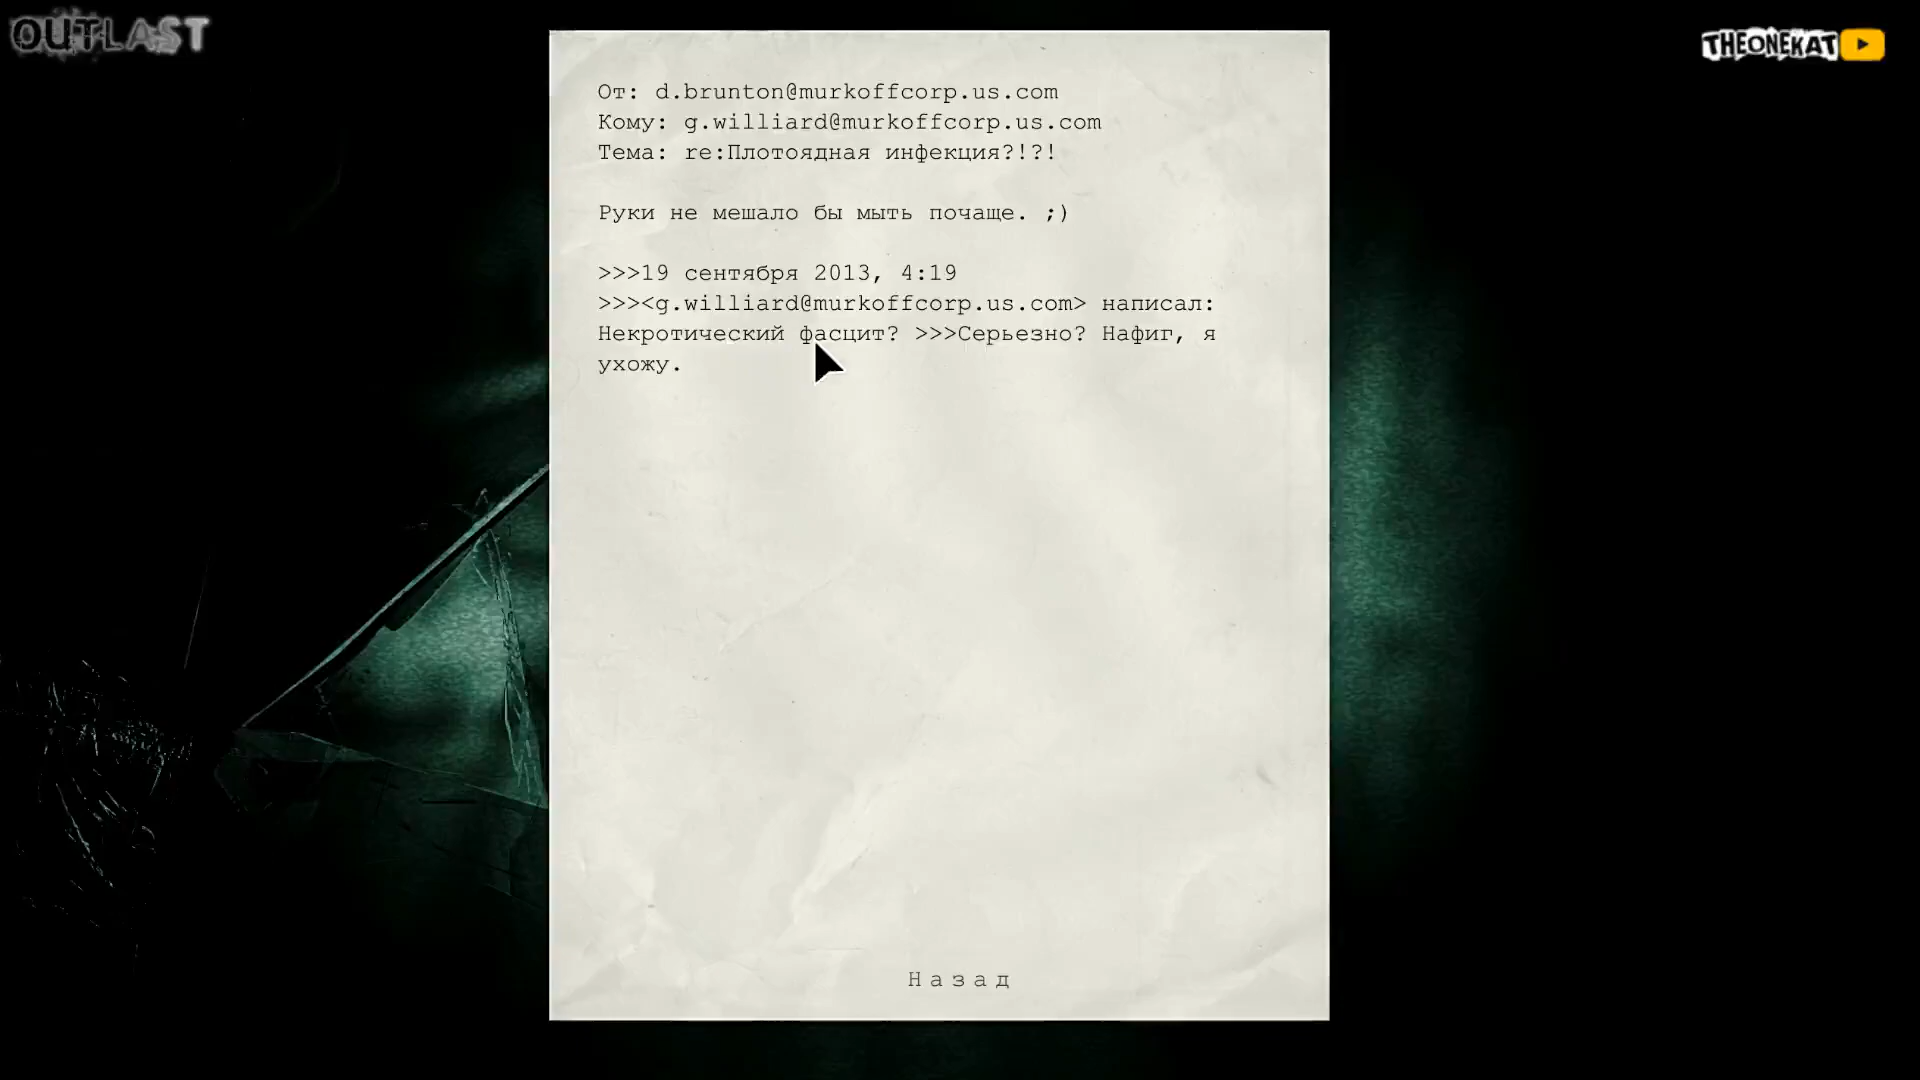 OUTLAST
THEONEKAT
От: d.brunton@murkoffcorp.us.com
Кому: g.williard@murkoffcorp.us.com
Тема: re:Плотоядная инфекция?!?!
Руки не мешало бы мыть почаще. ;)
>>>19 сентября 2013, 4:19
>>><g.williard@murkoffcorp.us.com> написал:
Некротический фасцит? >>>Серьезно? Нафиг, я
ухожу.
Назад